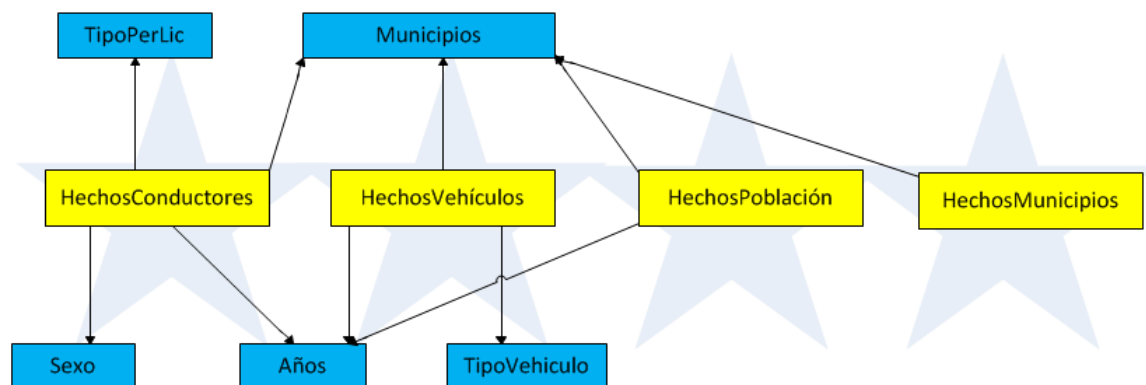 TipoPerLic
Municipios
HechosConductores
HechosVehículos
HechosPoblación
HechosMunicipios
Sexo
Años
TipoVehiculo